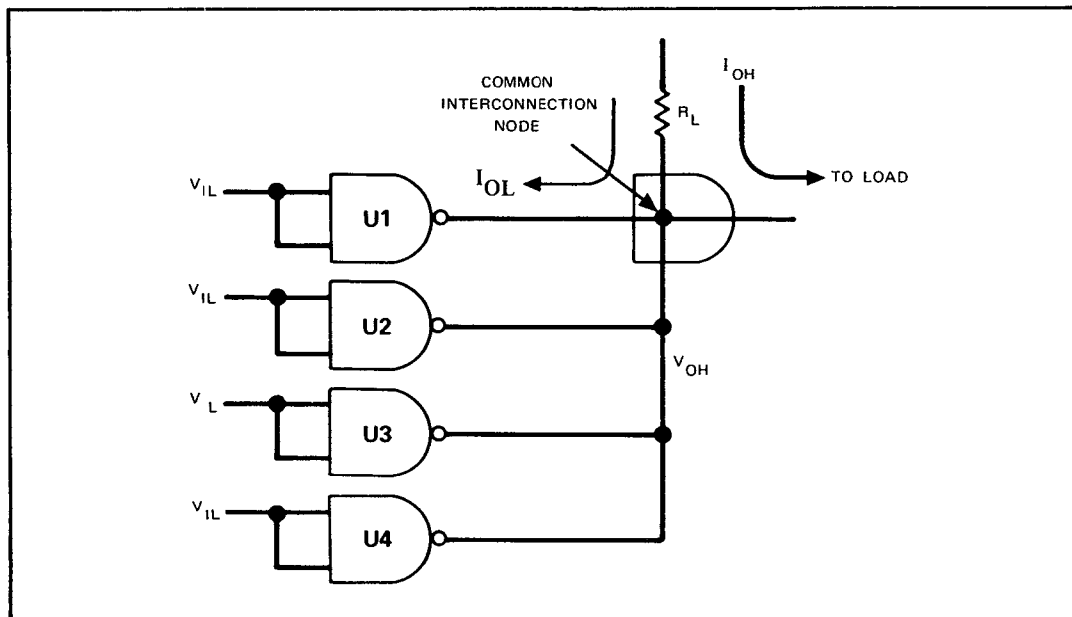 COMMON
INTERCONNECTION
NODE
I OH
R L
I OL
TO LOAD
V IL
U1
V IL
U2
V OH
V L
U3
V IL
U4